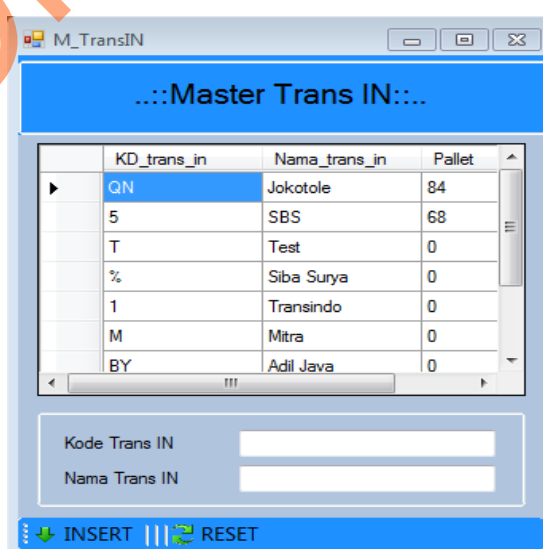 M_TransIN
..::Master Trans IN::..
KD_trans_in Nama_trans_in Pallet
QN Jokotole 84
5 SBS 68
T Test 0
% Siba Surya 0
1 Transindo 0
M Mitra 0
BY Adil Java 0
Kode Trans IN
Nama Trans IN
INSERT RESET